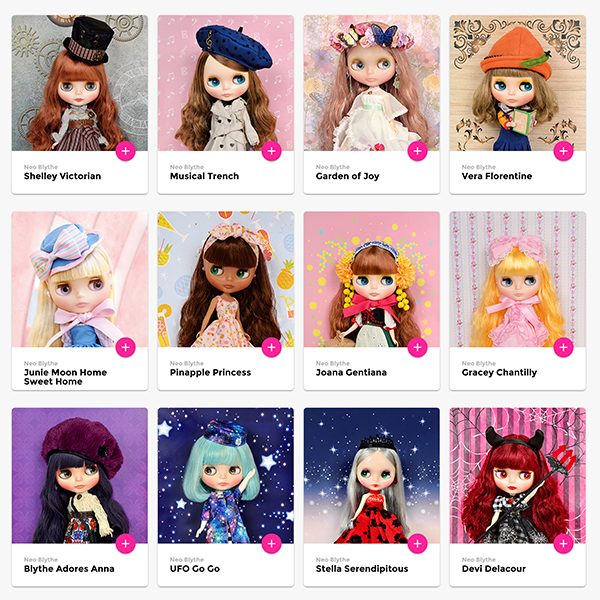 Neo Blythe
Shelley Victorian
Neo Blythe
Musical Trench
Neo Blythe
Garden of Joy
Neo Blythe
Vera Florentine
Neo Blythe
Junie Moon Home
Sweet Home
Neo Blythe
Pinapple Princess
Neo Blythe
Joana Gentiana
Neo Blythe
Gracey Chantilly
Neo Blythe
Blythe Adores Anna
Neo Blythe
UFO Go Go
Neo Blythe
Stella Serendipitous
Neo Blythe
Devi Delacour